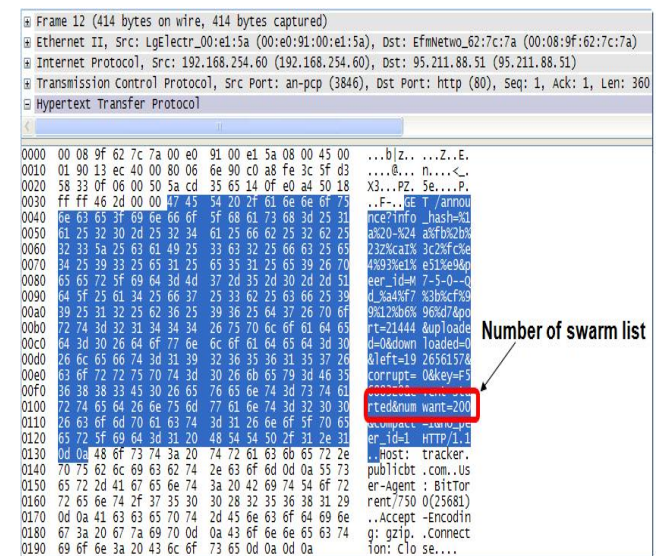 Frame 12 (414 bytes on wire, 414 bytes captured)
Ethernet II, Src: LgElectr_00:e1:5a (00:e0:91:00:e1:5a), Dst: EfmNetwo_62:7c:7a (00:08:9f:62:7c:7a)
Internet Protocol, Src: 192.168.254.60 (192.168.254.60), Dst: 95.211.88.51 (95.211.88.51)
Transmission Control Protocol, Src Port: an-pcp (3846), Dst Port: http (80), Seq: 1, Ack: 1, Len: 360
Hypertext Transfer Protocol
0000 00 08 9f 62 7c 7a 00 e0 91 00 e1 5a 08 00 45 00 ...b|z.. ...Z..E.
0010 01 90 13 ec 40 00 80 06 6e 90 c0 a8 fe 3c 5f d3 ....@... n....<_.
0020 58 33 0f 06 00 50 5a cd 35 65 14 0f e0 a4 50 18 X3...PZ. 5e....P.
0030 ff ff 46 2d 00 00 47 45 54 20 2f 61 6e 6e 6f 75 ..F-..GE T /annou
0040 6e 63 65 3f 69 6e 66 6f 5f 68 61 73 68 3d 25 31 nce?info _hash=%1
0050 61 25 32 30 2d 25 32 34 61 25 66 62 25 32 62 25 a%20-%24 a%fb%2b%
0060 32 33 5a 25 63 61 49 25 33 63 32 25 66 63 25 65 23Z%caI% 3c2%fc%e
0070 34 25 39 33 25 65 31 25 65 35 31 25 65 39 26 70 4%93%e1% e51%e9&p
0080 65 65 72 5f 69 64 3d 4d 37 2d 35 2d 30 2d 2d 51 eer_id=M 7-5-0--Q
0090 64 5f 25 61 34 25 66 37 25 33 62 25 63 66 25 39 d_%a4%f7 %3b%cf%9
00a0 39 25 31 32 25 62 36 25 39 36 25 64 37 26 70 6f 9%12%b6% 96%d7&po
00b0 72 74 3d 32 31 34 34 34 26 75 70 6c 6f 61 64 65 rt=21444 &uploade
00c0 64 3d 30 26 64 6f 77 6e 6c 6f 61 64 65 64 3d 30 d=0&down loaded=0
00d0 26 6c 65 66 74 3d 31 39 32 36 35 36 31 35 37 26 &left=19 2656157&
00e0 63 6f 72 72 75 70 74 3d 30 26 6b 65 79 3d 46 35 corrupt= 0&key=F5
00f0 36 38 38 33 45 30 26 65 76 65 6e 74 3d 73 74 61
0100 72 74 65 64 26 6e 75 6d 77 61 6e 74 3d 32 30 30 rted&num want=200
0110 26 63 6f 6d 70 61 63 74 3d 31 26 6e 6f 5f 70 65 &compact =1&no_pe
0120 65 72 5f 69 64 3d 31 20 48 54 54 50 2f 31 2e 31 er_id=1 HTTP/1.1
0130 0d 0a 48 6f 73 74 3a 20 74 72 61 63 6b 65 72 2e ..Host: tracker.
0140 70 75 62 6c 69 63 62 74 2e 63 6f 6d 0d 0a 55 73 publicbt .com..Us
0150 65 72 2d 41 67 65 6e 74 3a 20 42 69 74 54 6f 72 er-Agent : BitTor
0160 72 65 6e 74 2f 37 35 30 30 28 32 35 36 38 31 29 rent/750 0(25681)
0170 0d 0a 41 63 63 65 70 74 2d 45 6e 63 6f 64 69 6e ..Accept -Encodin
0180 67 3a 20 67 7a 69 70 0d 0a 43 6f 6e 6e 65 63 74 g: gzip. .Connect
0190 69 6f 6e 3a 20 43 6c 6f 73 65 0d 0a 0d 0a ion: Clo se....
Number of swarm list